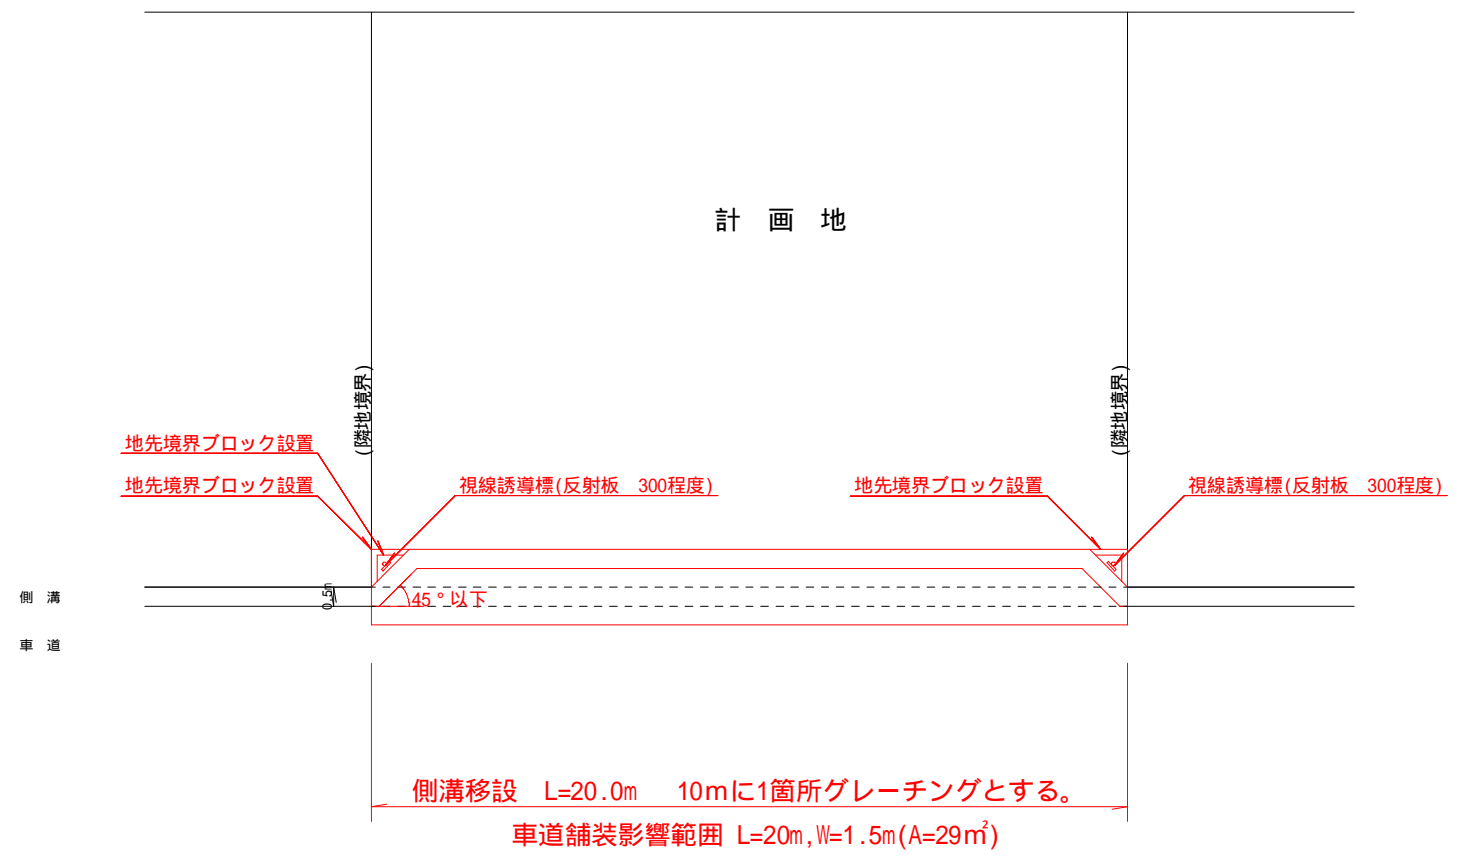 計 画 地
(隣地境界)
(隣地境界)
地先境界ブロック設置
地先境界ブロック設置
視線誘導標(反射板 300程度)
地先境界ブロック設置
視線誘導標(反射板 300程度)
側 溝
0.5m
45°以下
車 道
側溝移設 L=20.0m 10mに1箇所グレーチングとする。
車道舗装影響範囲 L=20m,W=1.5m(A=29㎡)